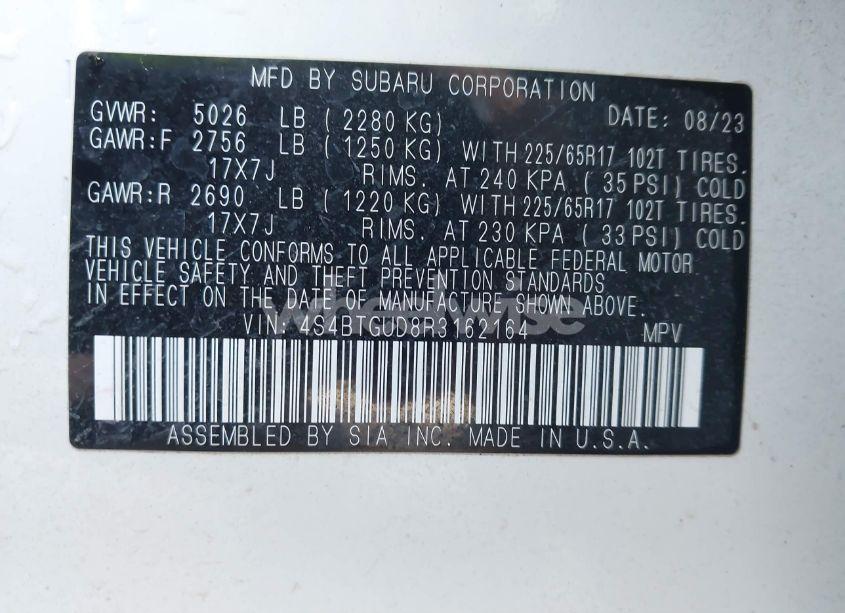 MFD BY SUBARU CORPORATION
GVWR: 5026 LB ( 2280 KG) DATE: 08/23
GAWR:F 2756 LB ( 1250 KG) WITH 225/65R17 102T TIRES.
17X7J RIMS. AT 240 KPA ( 35 PSI) COLD
GAWR:R 2690 LB ( 1220 KG) WITH 225/65R17 102T TIRES.
17X7J RIMS. AT 230 KPA ( 33 PSI) COLD
THIS VEHICLE CONFORMS TO ALL APPLICABLE FEDERAL MOTOR
VEHICLE SAFETY AND THEFT PREVENTION STANDARDS
IN EFFECT ON THE DATE OF MANUFACTURE SHOWN ABOVE.
VIN: 4S4BTGUD8R3162164 MPV
wheelwise
ASSEMBLED BY SIA INC. MADE IN U.S.A.